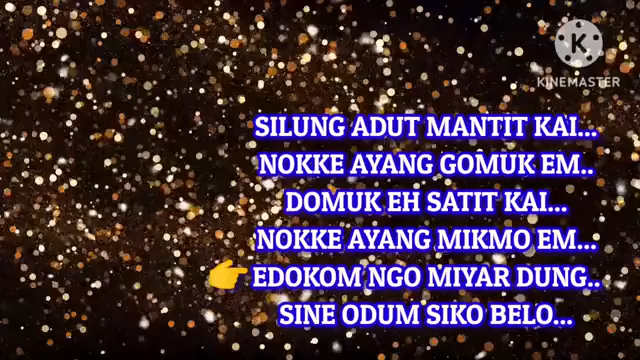 KINEMASTER
SILUNG ADUT MANTIT KAI...
NOKKE AYANG GOMUK EM..
DOMUK EH SATIT KAI...
NOKKE AYANG MIKMO EM...
👉 EDOKOM NGO MIYAR DUNG..
SINE ODUM SIKO BELO...